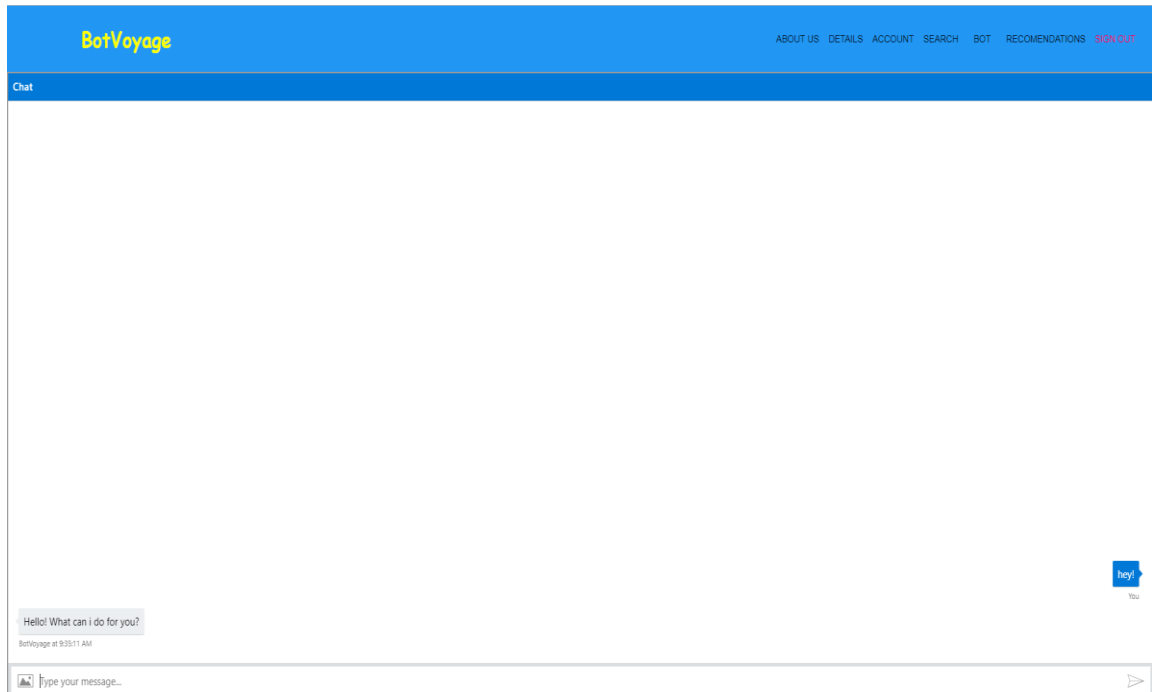 BotVoyage
ABOUT US DETAILS ACCOUNT SEARCH BOT RECOMENDATIONS SIGN OUT
Chat
hey!
You
Hello! What can i do for you?
BotVoyage at 9:35:11 AM
Type your message...